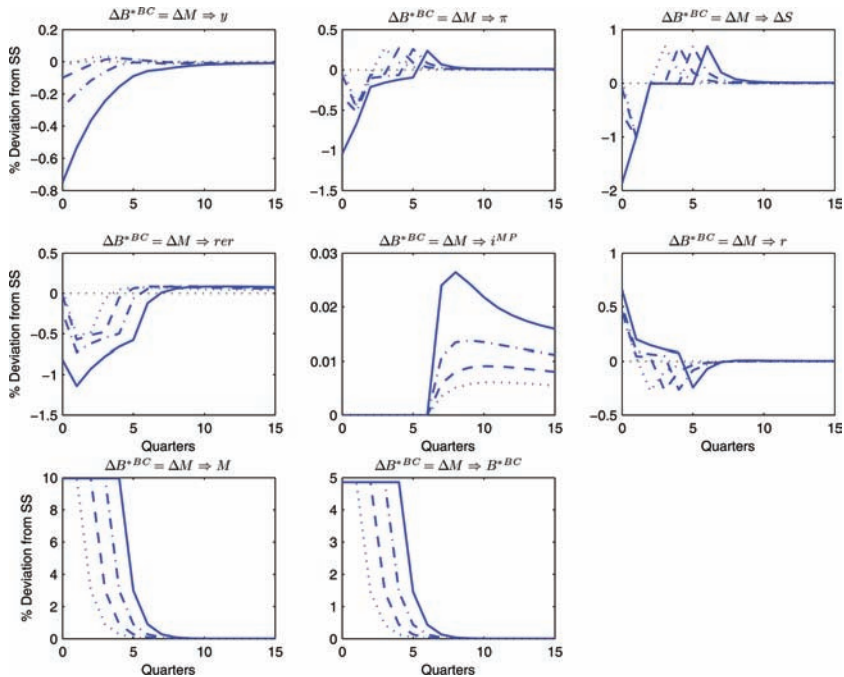 ΔB*ᴮᶜ = ΔM ⇒ y
ΔB*ᴮᶜ = ΔM ⇒ π
ΔB*ᴮᶜ = ΔM ⇒ ΔS
% Deviation from SS
0.2
0
−0.2
−0.4
−0.6
−0.8
0 5 10 15
0.5
0
−0.5
−1
−1.5
0 5 10 15
1
0
−1
−2
0 5 10 15
ΔB*ᴮᶜ = ΔM ⇒ rer
ΔB*ᴮᶜ = ΔM ⇒ iᴹᴾ
ΔB*ᴮᶜ = ΔM ⇒ r
% Deviation from SS
0.5
0
−0.5
−1
−1.5
0 5 10 15
Quarters
0.03
0.02
0.01
0
0 5 10 15
Quarters
1
0.5
0
−0.5
0 5 10 15
Quarters
ΔB*ᴮᶜ = ΔM ⇒ M
ΔB*ᴮᶜ = ΔM ⇒ B*ᴮᶜ
% Deviation from SS
10
8
6
4
2
0
0 5 10 15
Quarters
5
4
3
2
1
0
0 5 10 15
Quarters